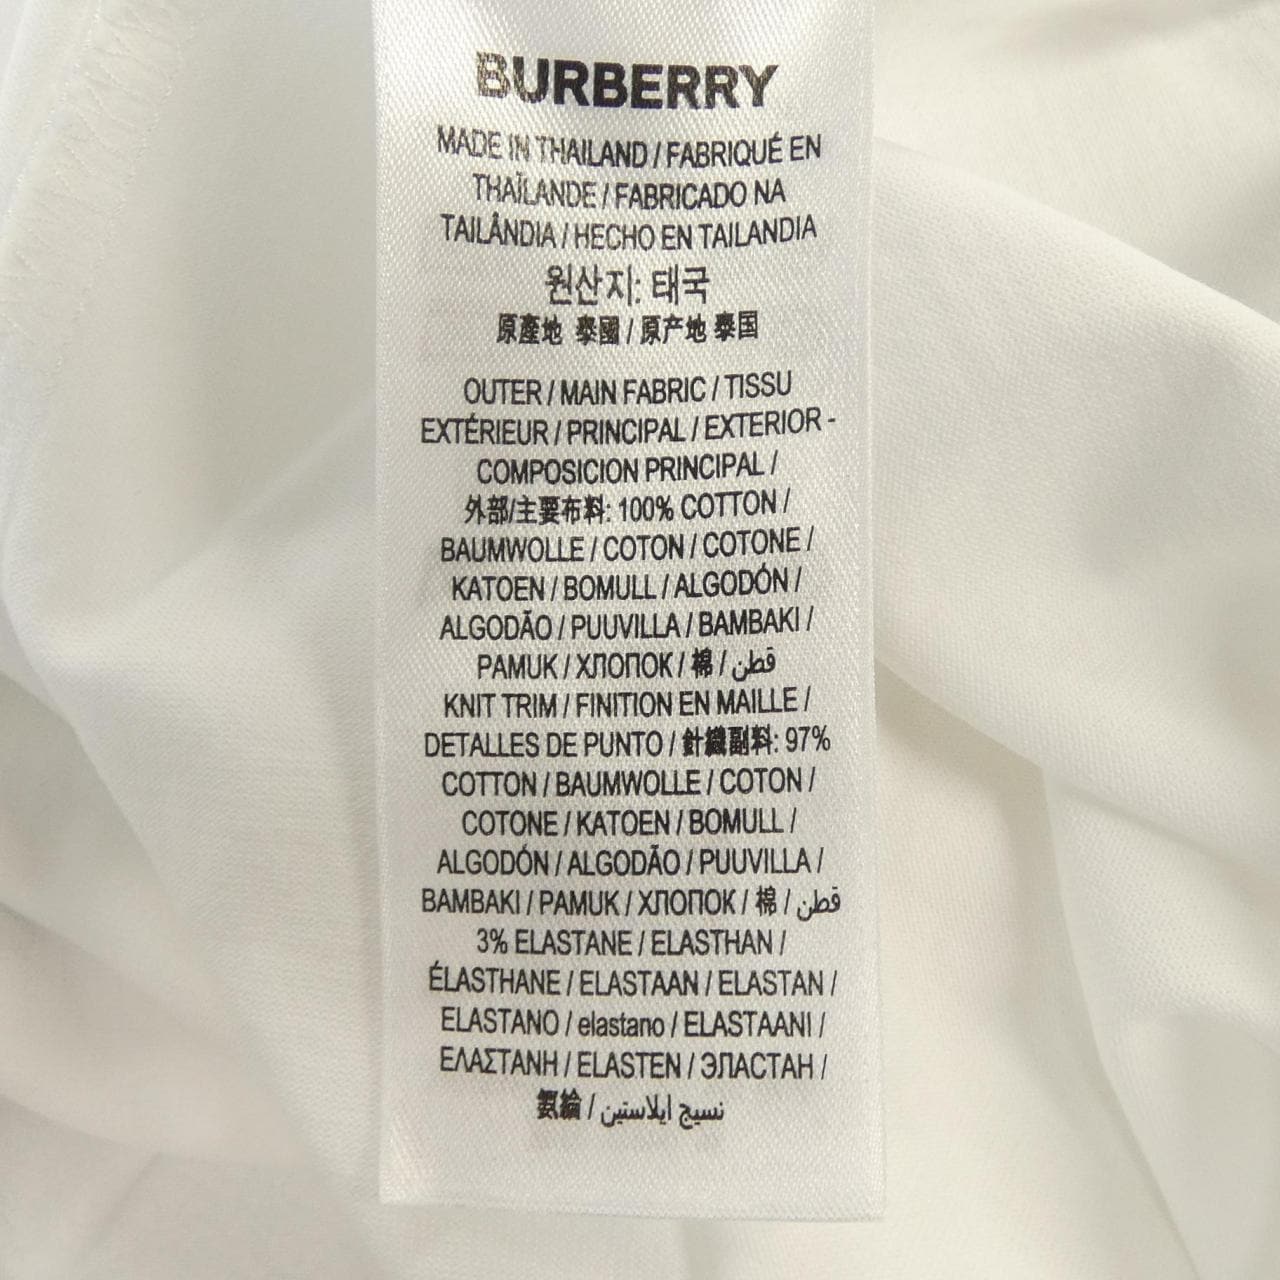 BURBERRY
MADE IN THAILAND / FABRIQUÉ EN
THAÏLANDE / FABRICADO NA
TAILÂNDIA / HECHO EN TAILANDIA
원산지: 태국
原產地 泰國 / 原产地 泰国
OUTER / MAIN FABRIC / TISSU
EXTÉRIEUR / PRINCIPAL / EXTERIOR -
COMPOSICION PRINCIPAL /
外部/主要布料: 100% COTTON /
BAUMWOLLE / COTON / COTONE /
KATOEN / BOMULL / ALGODÓN /
ALGODÃO / PUUVILLA / BAMBAKI /
PAMUK / ХЛОПОК / 棉 / قطن
KNIT TRIM / FINITION EN MAILLE /
DETALLES DE PUNTO / 針織副料: 97%
COTTON / BAUMWOLLE / COTON /
COTONE / KATOEN / BOMULL /
ALGODÓN / ALGODÃO / PUUVILLA /
BAMBAKI / PAMUK / ХЛОПОК / 棉 / قطن
3% ELASTANE / ELASTHAN /
ÉLASTHANE / ELASTAAN / ELASTAN /
ELASTANO / elastano / ELASTAANI /
ΕΛΑΣΤΑΝΗ / ELASTEN / ЭЛАСТАН /
氨綸 / نسيج ايلاستين